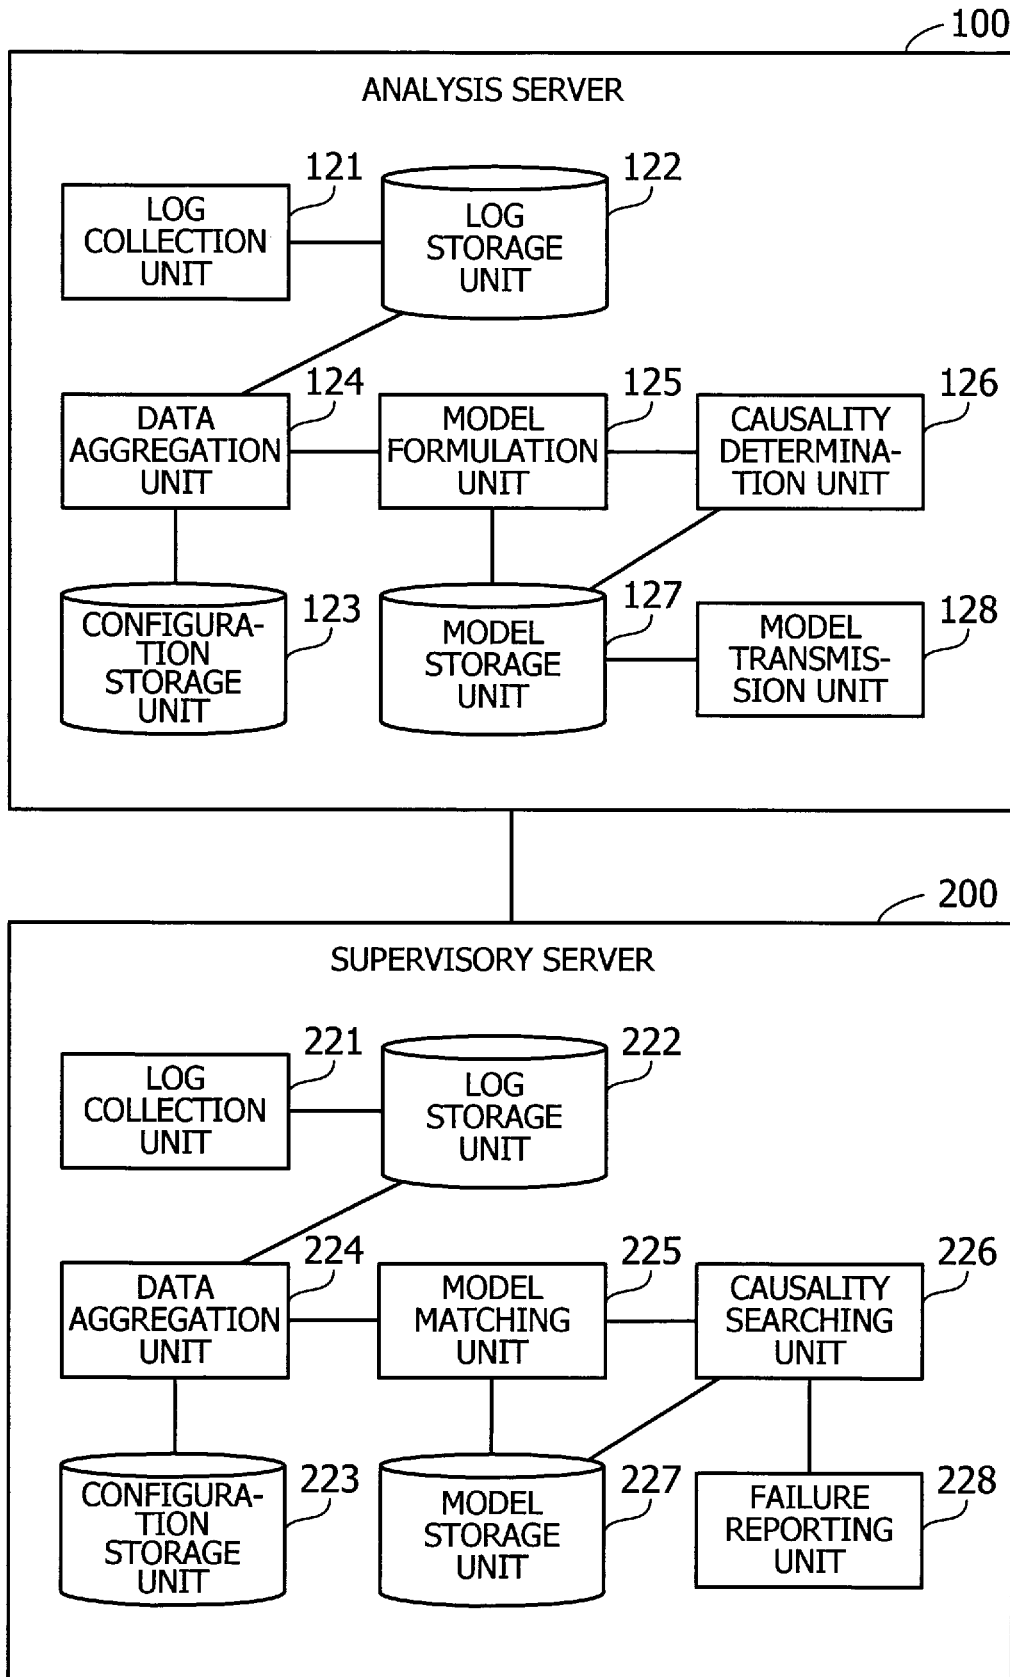 100
ANALYSIS SERVER
121
LOG
COLLECTION
UNIT
122
LOG
STORAGE
UNIT
124
DATA
AGGREGATION
UNIT
125
MODEL
FORMULATION
UNIT
126
CAUSALITY
DETERMINA-
TION UNIT
123
CONFIGURA-
TION
STORAGE
UNIT
127
MODEL
STORAGE
UNIT
128
MODEL
TRANSMIS-
SION UNIT
200
SUPERVISORY SERVER
221
LOG
COLLECTION
UNIT
222
LOG
STORAGE
UNIT
224
DATA
AGGREGATION
UNIT
225
MODEL
MATCHING
UNIT
226
CAUSALITY
SEARCHING
UNIT
223
CONFIGURA-
TION
STORAGE
UNIT
227
MODEL
STORAGE
UNIT
228
FAILURE
REPORTING
UNIT